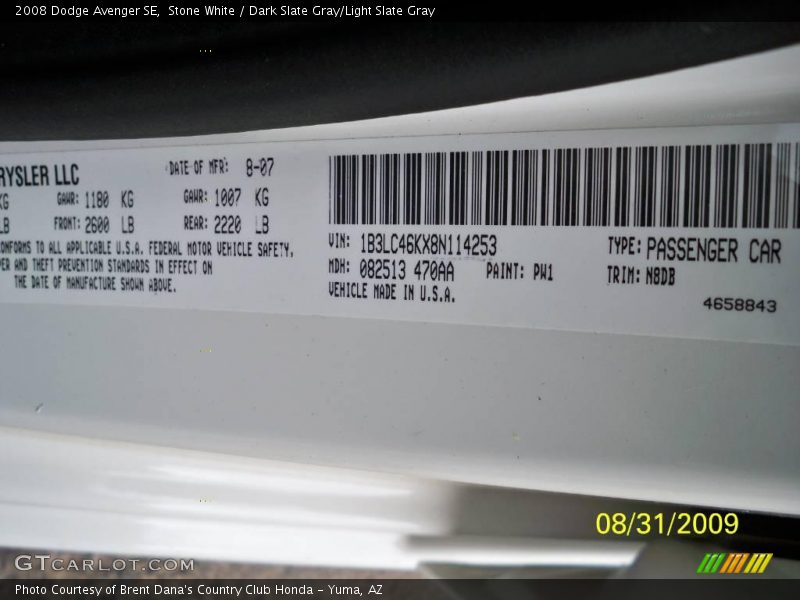 2008 Dodge Avenger SE,  Stone White / Dark Slate Gray/Light Slate Gray
RYSLER LLC DATE OF MFR: 8-07
KG GAWR: 1180 KG GAWR: 1007 KG
LB FRONT: 2600 LB REAR: 2220 LB
ONFORMS TO ALL APPLICABLE U.S.A. FEDERAL MOTOR VEHICLE SAFETY,
PER AND THEFT PREVENTION STANDARDS IN EFFECT ON
THE DATE OF MANUFACTURE SHOWN ABOVE.
VIN: 1B3LC46KX8N114253 TYPE: PASSENGER CAR
MDH: 082513 470AA PAINT: PW1 TRIM: N8DB
VEHICLE MADE IN U.S.A.
4658843
08/31/2009
GTCARLOT.COM
Photo Courtesy of Brent Dana's Country Club Honda - Yuma, AZ